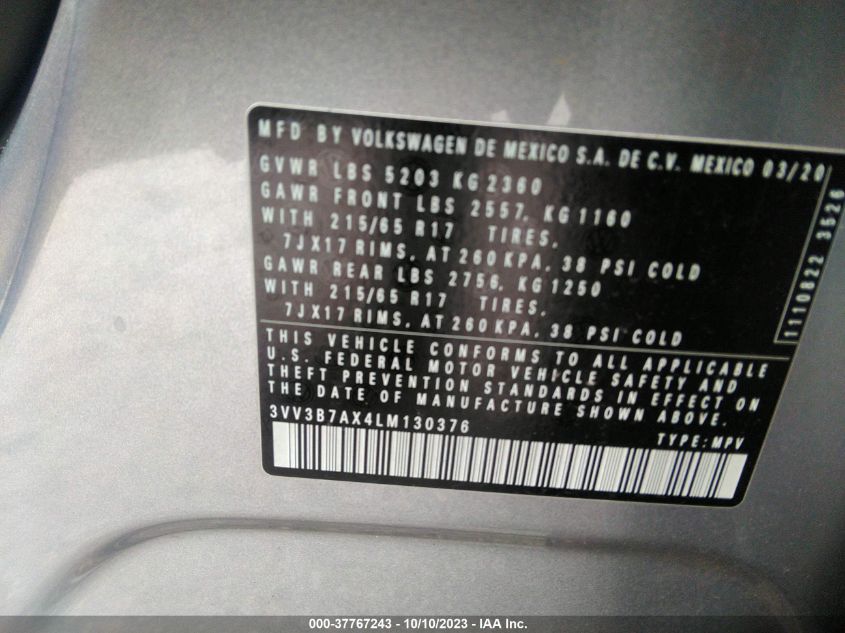 MFD BY VOLKSWAGEN DE MEXICO S.A. DE C.V. MEXICO 03/20
GVWR LBS 5203 KG 2360
GAWR FRONT LBS 2557, KG 1160
WITH 215/65 R17 TIRES,
7JX17 RIMS, AT 260 KPA, 38 PSI COLD
GAWR REAR LBS 2756, KG 1250
WITH 215/65 R17 TIRES,
7JX17 RIMS, AT 260 KPA, 38 PSI COLD
1110822 3526
THIS VEHICLE CONFORMS TO ALL APPLICABLE
U.S. FEDERAL MOTOR VEHICLE SAFETY AND
THEFT PREVENTION STANDARDS IN EFFECT ON
THE DATE OF MANUFACTURE SHOWN ABOVE.
3VV3B7AX4LM130376
TYPE: MPV
000-37767243 - 10/10/2023 - IAA Inc.